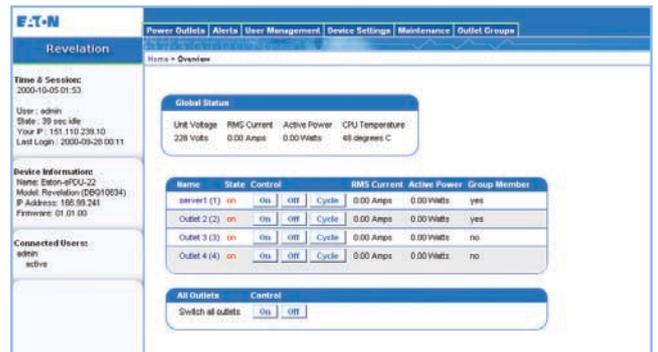 EATON
Power Outlets Alerts User Management Device Settings Maintenance Outlet Groups
Revelation
Home > Overview
Time & Session:
2000-10-05 01:53
User : admin
State : 39 sec idle
Your IP : 151.110.239.10
Last Login : 2000-09-28 00:11
Device Information:
Name: Eaton-ePDU-22
Model: Revelation (DBQ10634)
IP Address: 166.99.241
Firmware: 01.01.00
Connected Users:
admin
active
Global Status
Unit Voltage RMS Current Active Power CPU Temperature
228 Volts 0.00 Amps 0.00 Watts 48 degrees C
Name State Control RMS Current Active Power Group Member
server1 (1) on On Off Cycle 0.00 Amps 0.00 Watts yes
Outlet 2 (2) on On Off Cycle 0.00 Amps 0.00 Watts yes
Outlet 3 (3) on On Off Cycle 0.00 Amps 0.00 Watts no
Outlet 4 (4) on On Off Cycle 0.00 Amps 0.00 Watts no
All Outlets Control
Switch all outlets On Off